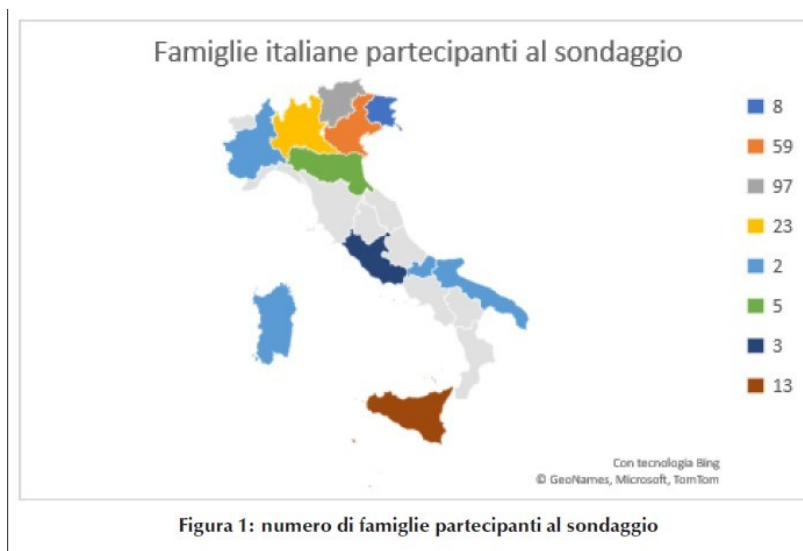 Famiglie italiane partecipanti al sondaggio
8
59
97
23
2
5
3
13
Con tecnologia Bing
© GeoNames, Microsoft, TomTom
Figura 1: numero di famiglie partecipanti al sondaggio